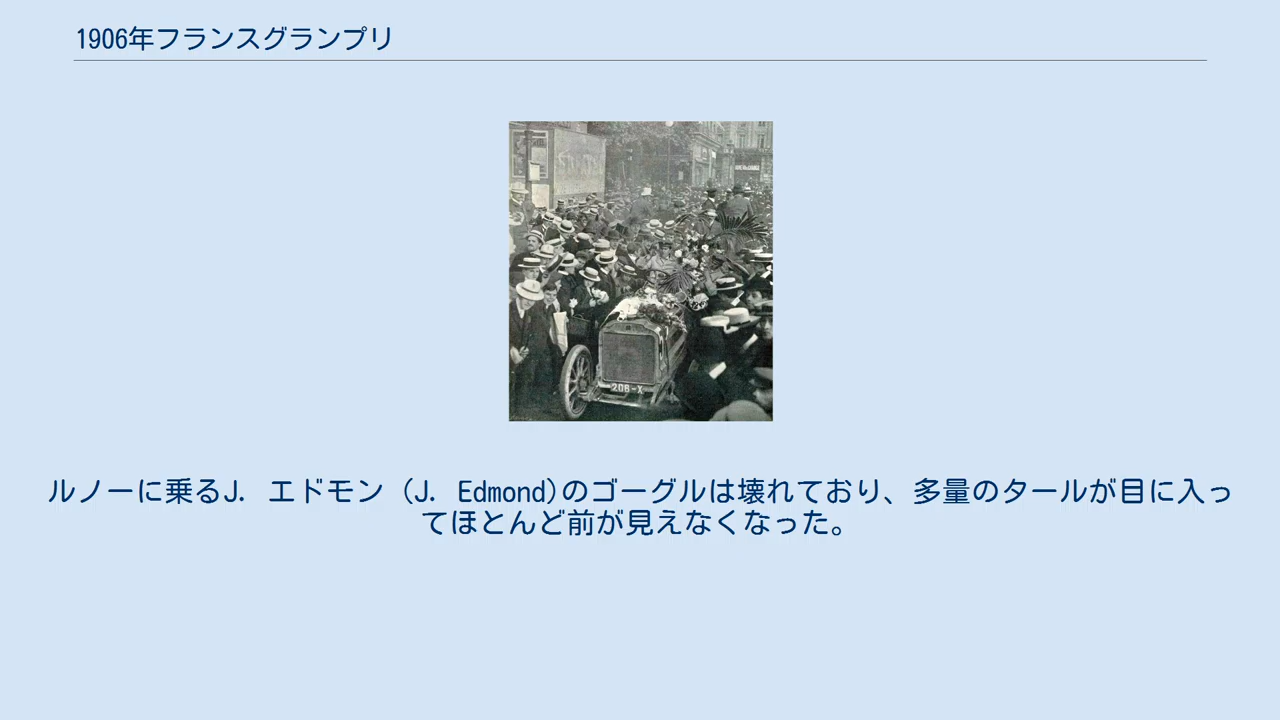 1906年フランスグランプリ
208-X
ルノーに乗るJ. エドモン (J. Edmond)のゴーグルは壊れており、多量のタールが目に入っ
てほとんど前が見えなくなった。